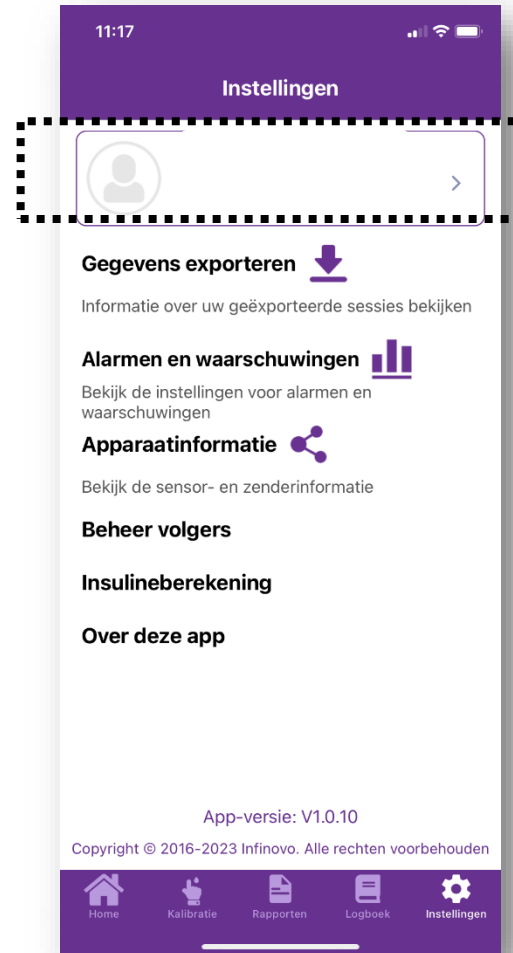 11:17
Instellingen
Gegevens exporteren
Informatie over uw geëxporteerde sessies bekijken
Alarmen en waarschuwingen
Bekijk de instellingen voor alarmen en
waarschuwingen
Apparaatinformatie
Bekijk de sensor- en zenderinformatie
Beheer volgers
Insulineberekening
Over deze app
App-versie: V1.0.10
Copyright © 2016-2023 Infinovo. Alle rechten voorbehouden
Home Kalibratie Rapporten Logboek Instellingen